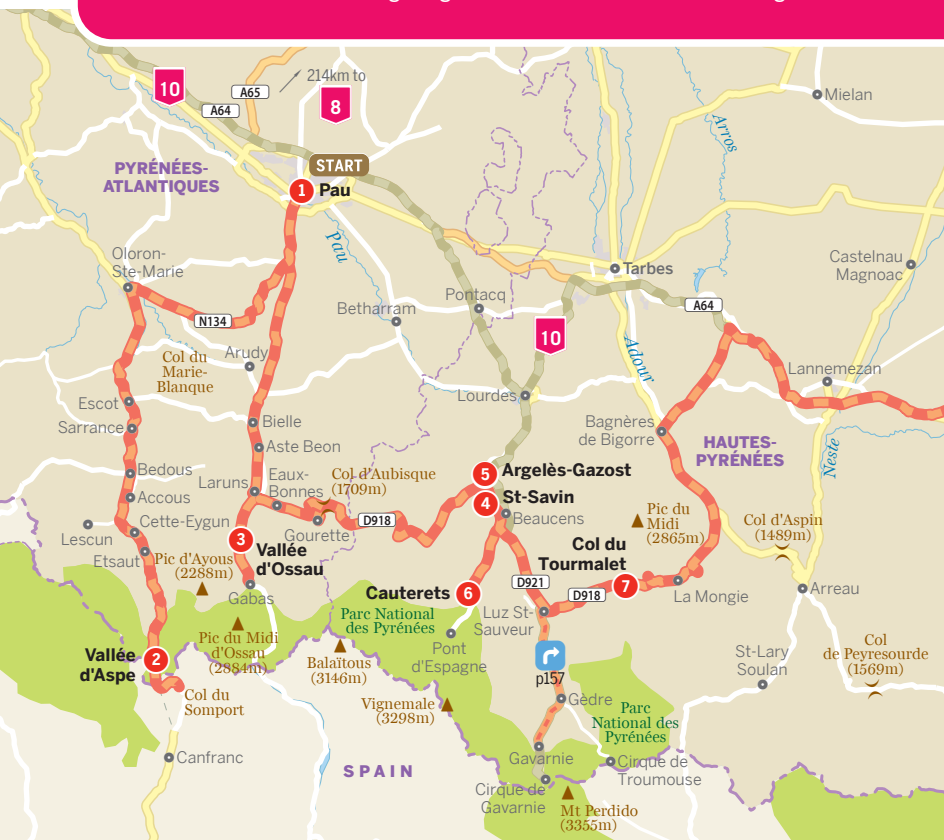 10
A65
214km to
8
A64
Mielan
Arros
PYRÉNÉES-
ATLANTIQUES
START
1 Pau
Pau
Oloron-
Ste-Marie
Tarbes
Castelnau
Magnoac
Pontacq
A64
Betharram
N134
10
Adour
Col du
Marie-
Blanque
Arudy
Lannemezan
Lourdes
Escot
Sarrance
Bielle
Bagnères
de Bigorre
HAUTES-
PYRÉNÉES
Neste
Aste Beon
Bedous
Accous
Laruns
Eaux-
Bonnes
Col d'Aubisque
(1709m)
5 Argelès-Gazost
4 St-Savin
Beaucens
D918
Gourette
Cette-Eygun
Lescun
Etsaut
3 Vallée
d'Ossau
Pic du
Midi
(2865m)
Col d'Aspin
(1489m)
Col du
Tourmalet
7
Pic d'Ayous
(2288m)
Gabas
Cauterets 6
D921
D918
La Mongie
Arreau
Parc National
des Pyrénées
Luz St-
Sauveur
Pic du Midi
d'Ossau
(2884m)
Pont
d'Espagne
Balaïtous
(3146m)
Vallée
d'Aspe
2
p157
St-Lary
Soulan
Col
de Peyresourde
(1569m)
Col du
Somport
Vignemale
(3298m)
Gèdre
Parc
National des
Pyrénées
Canfranc
SPAIN
Gavarnie
Cirque de
Troumouse
Cirque de
Gavarnie
Mt Perdido
(3355m)